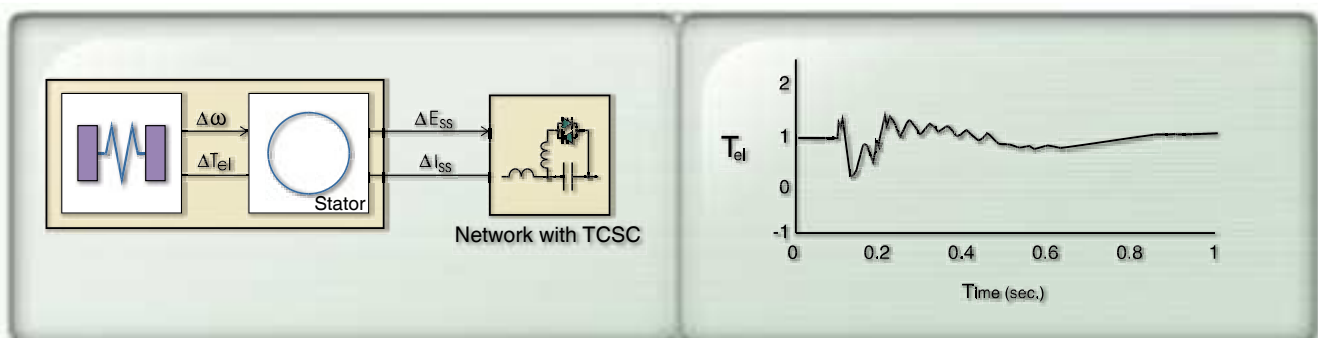 Δω
ΔTel
Stator
ΔESS
ΔISS
Network with TCSC
Tel
2
1
0
-1
0
0.2
0.4
0.6
0.8
1
Time (sec.)